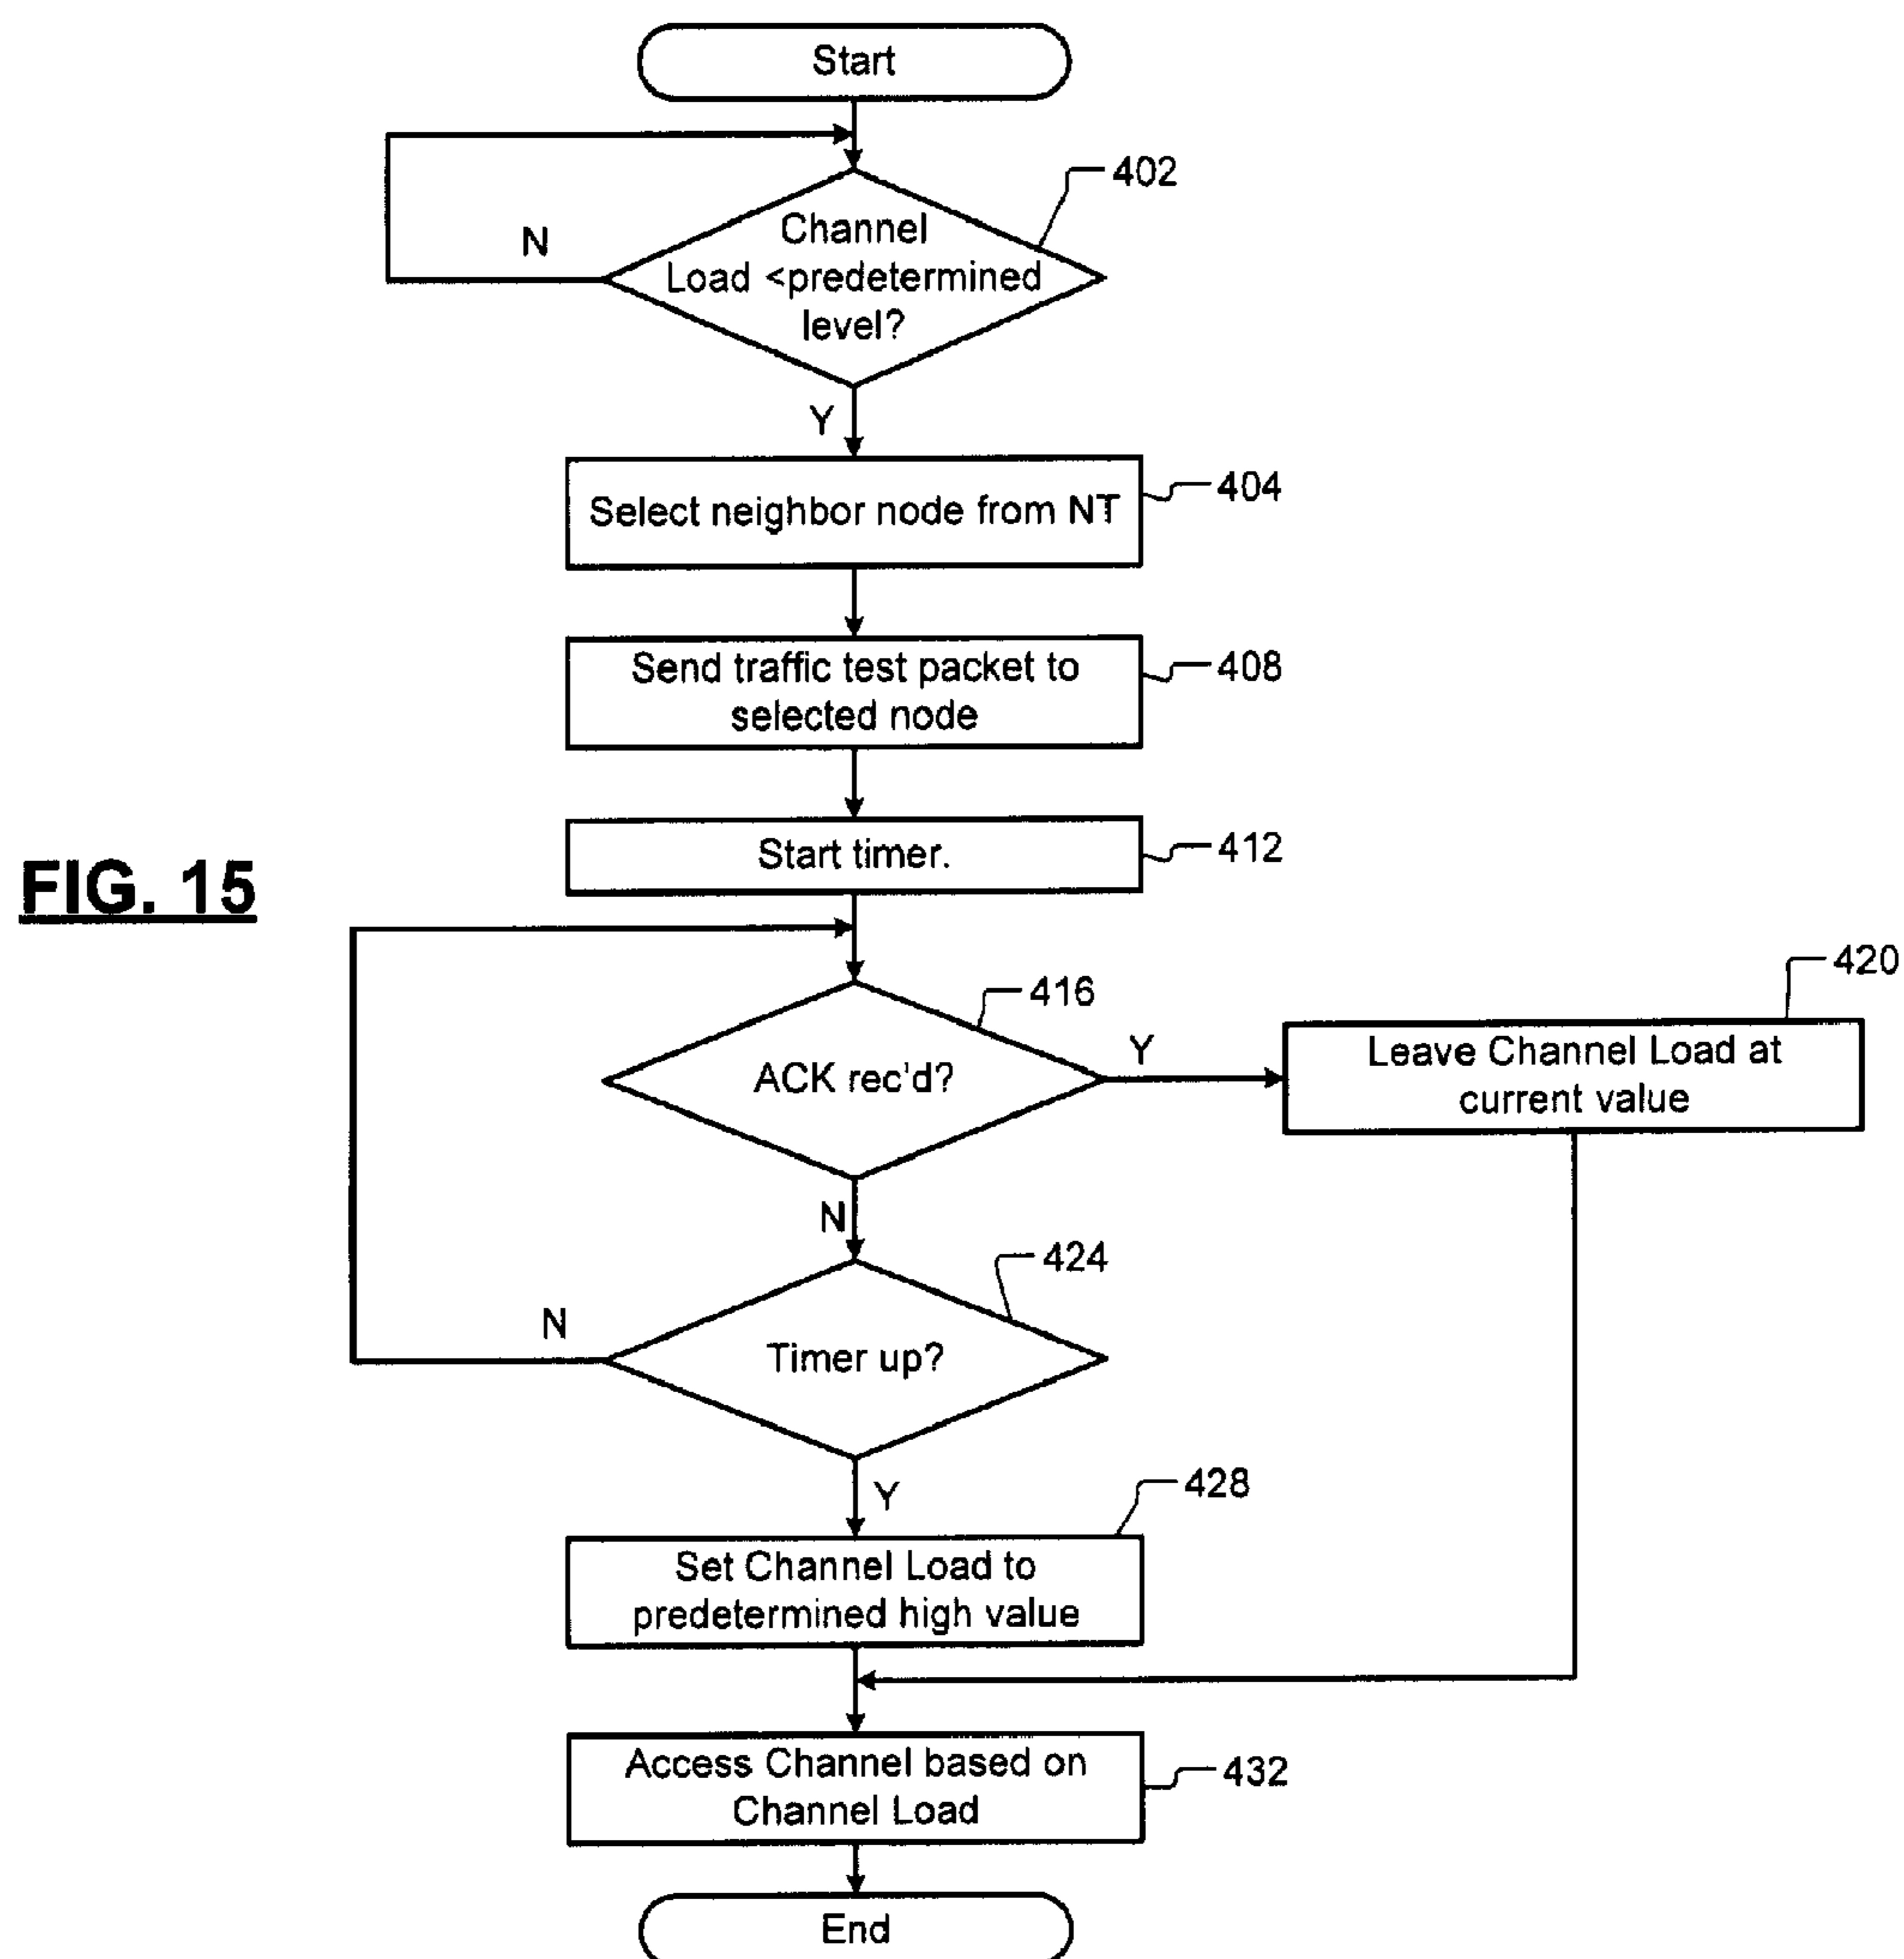 Start
402
Channel
Load <predetermined
level?
N
Y
Select neighbor node from NT
404
Send traffic test packet to
selected node
408
Start timer.
412
FIG. 15
416
ACK rec'd?
Y
420
Leave Channel Load at
current value
N
424
Timer up?
N
Y
428
Set Channel Load to
predetermined high value
Access Channel based on
Channel Load
432
End